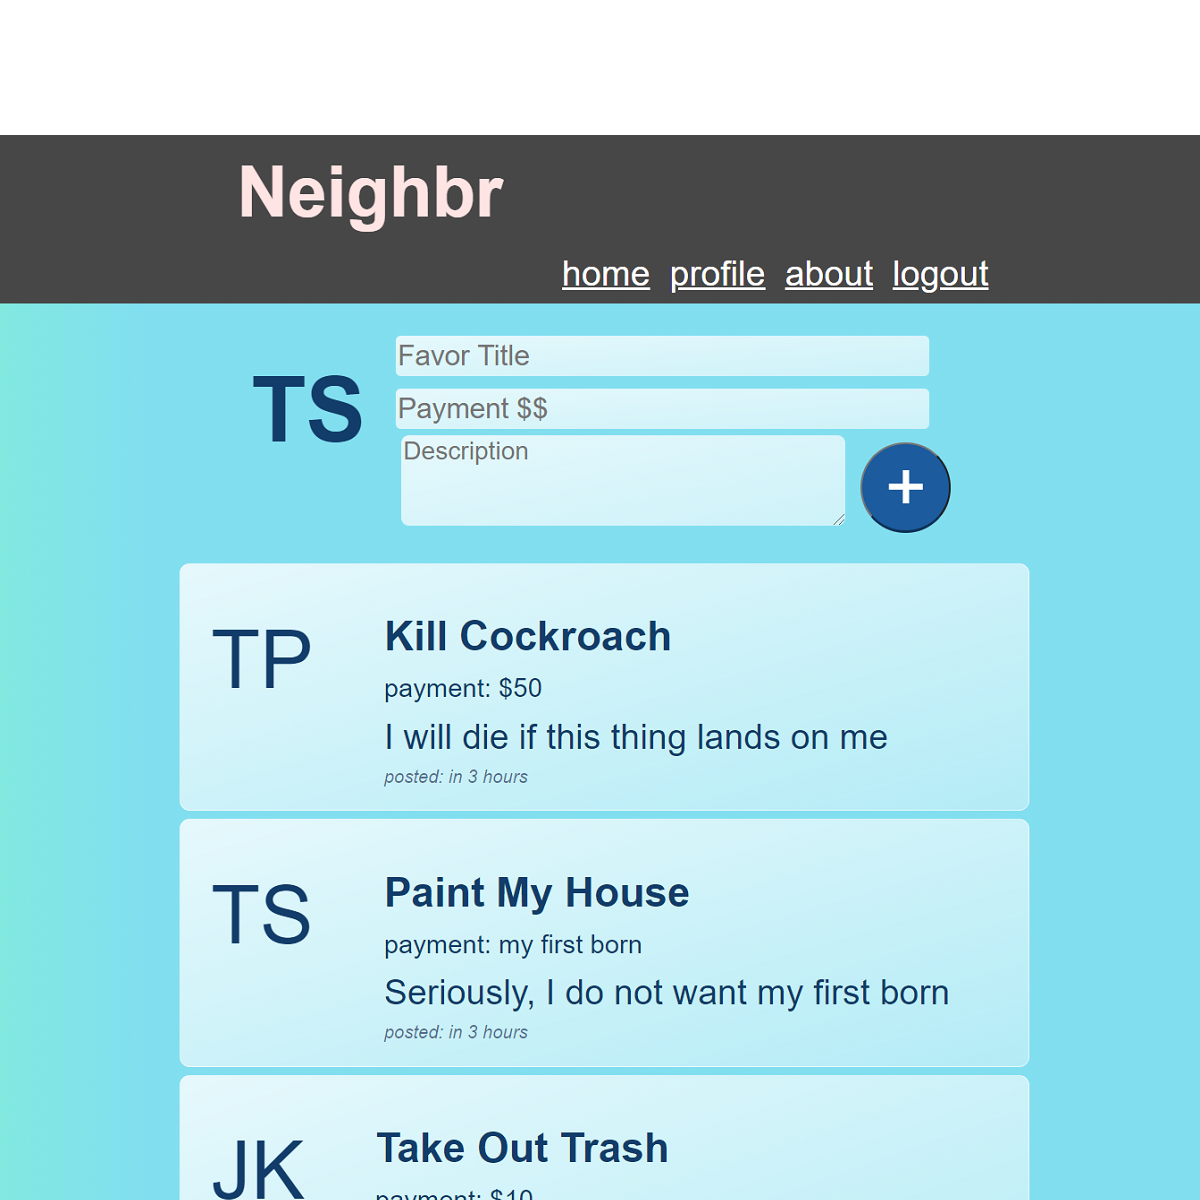 Neighbr
home profile about logout
TS
Favor Title
Payment $$
Description
+
TP
Kill Cockroach
payment: $50
I will die if this thing lands on me
posted: in 3 hours
TS
Paint My House
payment: my first born
Seriously, I do not want my first born
posted: in 3 hours
JK
Take Out Trash
payment: $10